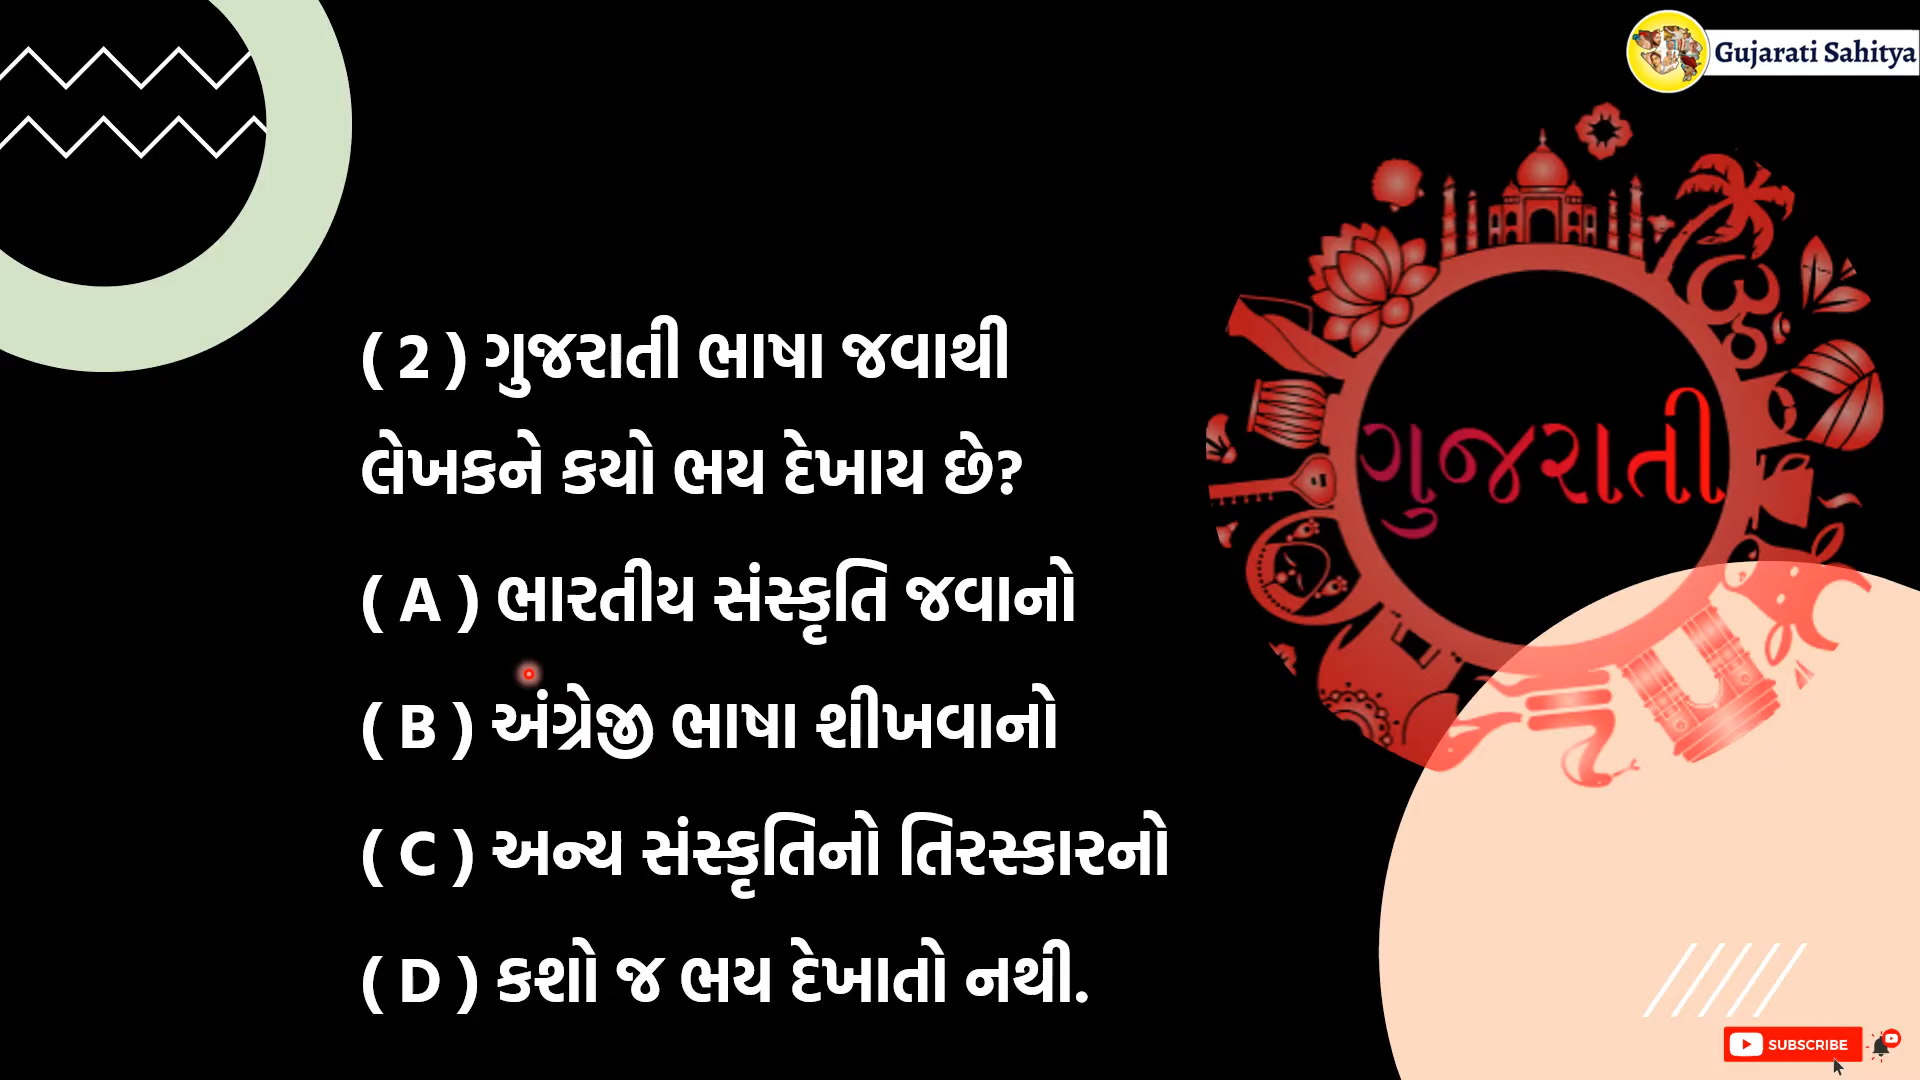 Gujarati Sahitya
( 2 ) ગુજરાતી ભાષા જવાથી
લેખકને કયો ભય દેખાય છે?
( A ) ભારતીય સંસ્કૃતિ જવાનો
( B ) અંગ્રેજી ભાષા શીખવાનો
( C ) અન્ય સંસ્કૃતિનો તિરસ્કારનો
( D ) કશો જ ભય દેખાતો નથી.
ગુજરાતી
SUBSCRIBE